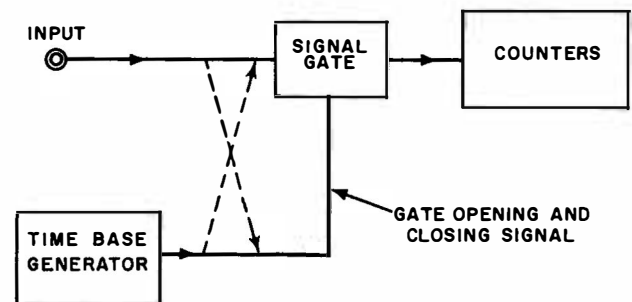 INPUT
SIGNAL
GATE
COUNTERS
GATE OPENING AND
CLOSING SIGNAL
TIME BASE
GENERATOR